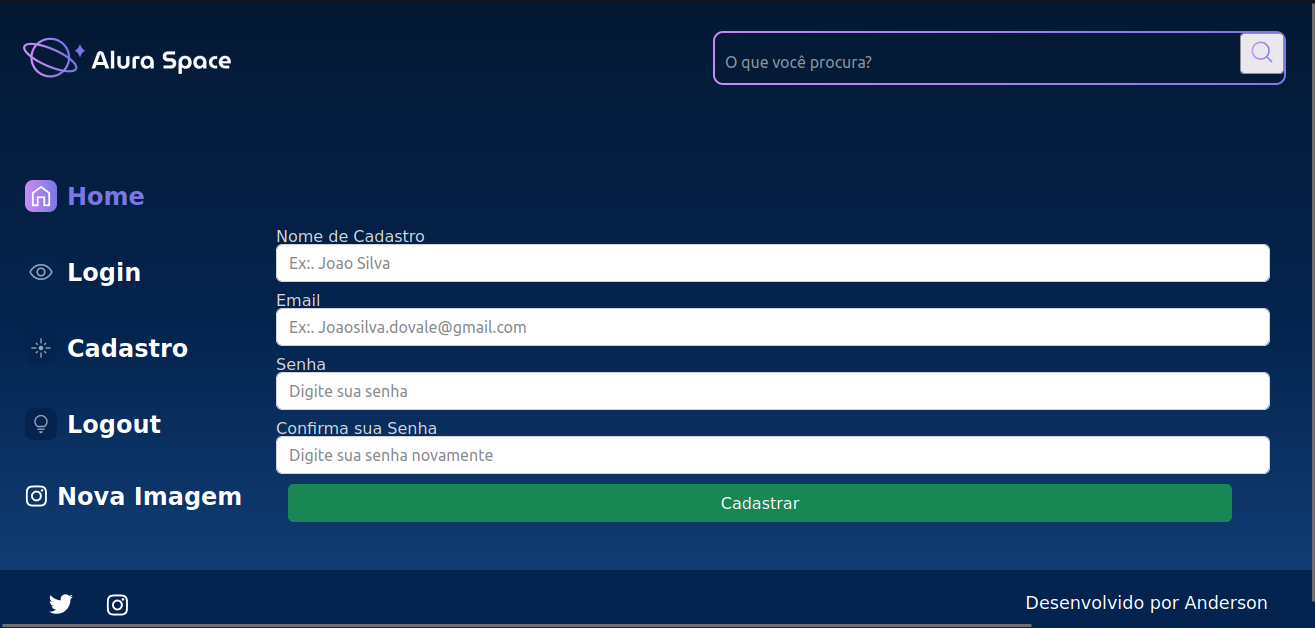 Alura Space
O que você procura?
Home
Login
Cadastro
Logout
Nova Imagem
Nome de Cadastro
Ex:. Joao Silva
Email
Ex:. Joaosilva.dovale@gmail.com
Senha
Digite sua senha
Confirma sua Senha
Digite sua senha novamente
Cadastrar
Desenvolvido por Anderson